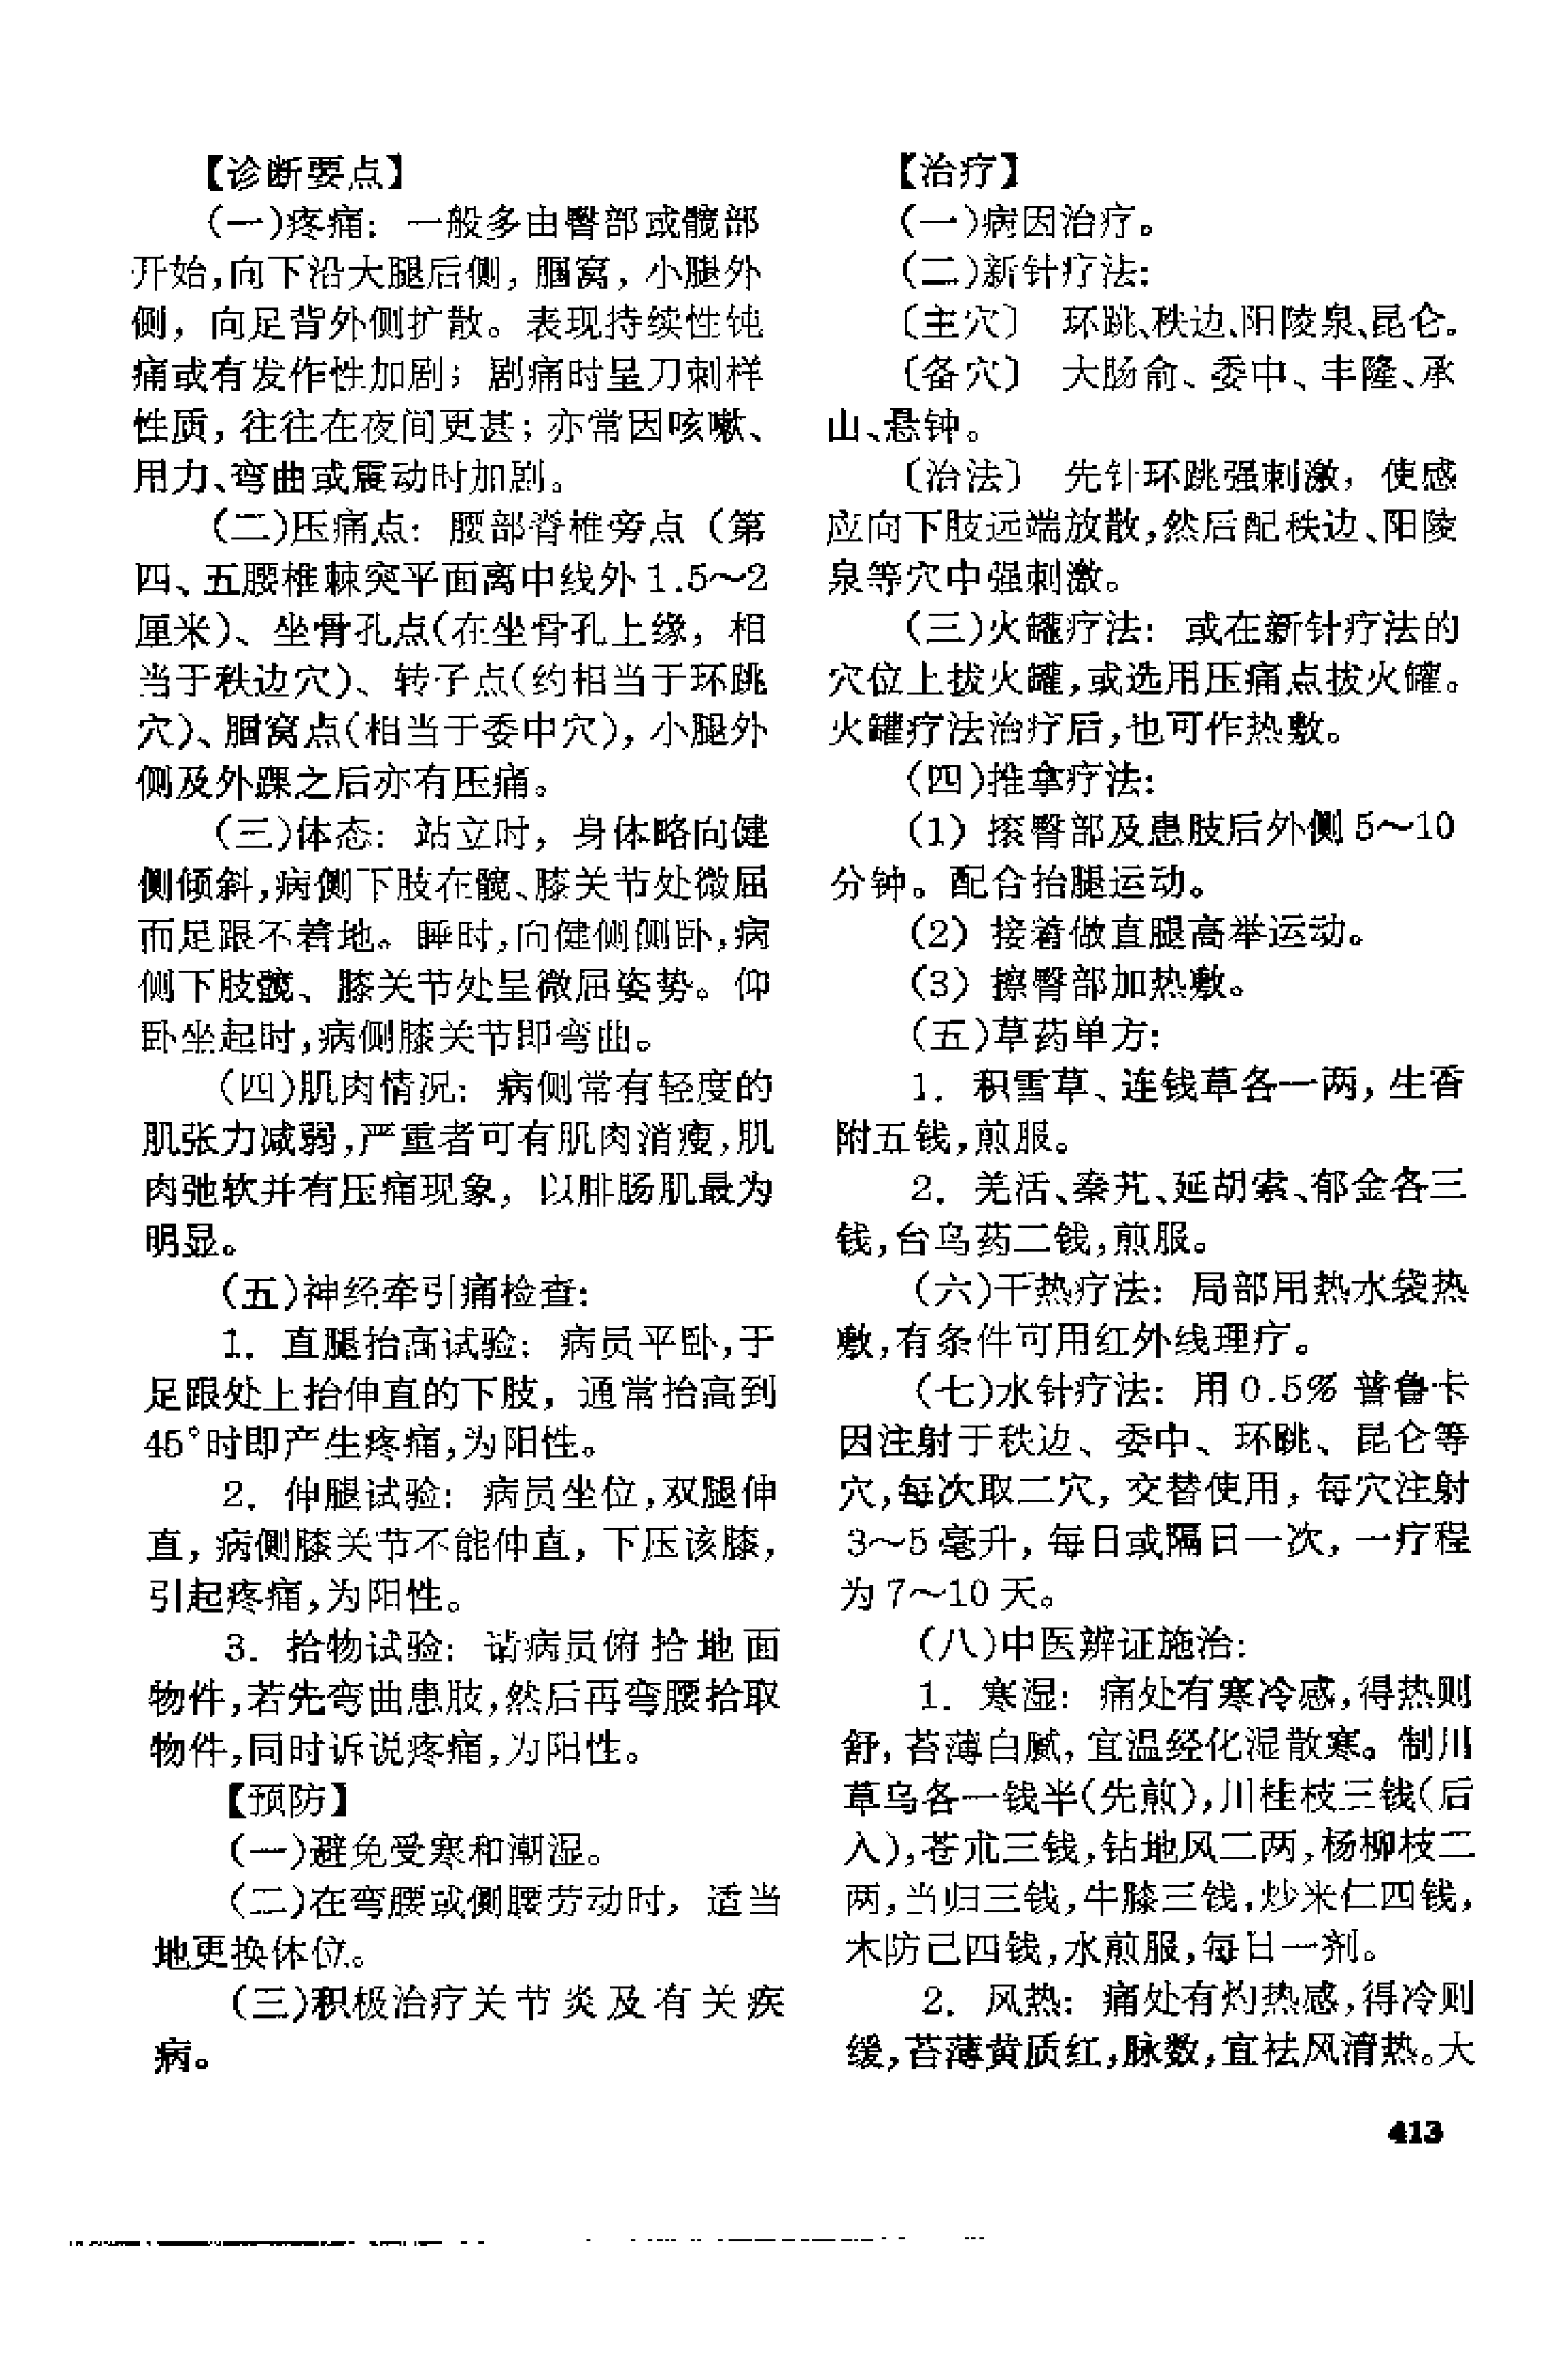 【诊断要点】
(一)疼痛: 一般多由臀部或髋部
开始,向下沿大腿后侧, 腘窝, 小腿外
侧, 向足背外侧扩散。表现持续性钝
痛或有发作性加剧; 剧痛时呈刀刺样
性质, 往往在夜间更甚; 亦常因咳嗽、
用力、弯曲或震动时加剧。
(二)压痛点: 腰部脊椎旁点 (第
四、五腰椎棘突平面离中线外1.5～2
厘米)、坐骨孔点(在坐骨孔上缘, 相
当于秩边穴)、转子点(约相当于环跳
穴)、腘窝点(相当于委中穴), 小腿外
侧及外踝之后亦有压痛。
(三)体态: 站立时, 身体略向健
侧倾斜,病侧下肢在髋、膝关节处微屈
而足跟不着地。睡时,向健侧侧卧,病
侧下肢髋、膝关节处呈微屈姿势。仰
卧坐起时,病侧膝关节即弯曲。
(四)肌肉情况: 病侧常有轻度的
肌张力减弱,严重者可有肌肉消瘦,肌
肉弛软并有压痛现象, 以腓肠肌最为
明显。
(五)神经牵引痛检查:
1. 直腿抬高试验: 病员平卧,于
足跟处上抬伸直的下肢, 通常抬高到
45°时即产生疼痛,为阳性。
2. 伸腿试验: 病员坐位,双腿伸
直, 病侧膝关节不能伸直, 下压该膝,
引起疼痛,为阳性。
3. 拾物试验: 请病员俯拾地面
物件,若先弯曲患肢,然后再弯腰拾取
物件,同时诉说疼痛,为阳性。
【预防】
(一)避免受寒和潮湿。
(二)在弯腰或侧腰劳动时, 适当
地更换体位。
(三)积极治疗关节炎及有关疾
病。
【治疗】
(一)病因治疗。
(二)新针疗法:
〔主穴〕 环跳、秩边、阳陵泉、昆仑。
〔备穴〕 大肠俞、委中、丰隆、承
山、悬钟。
〔治法〕 先针环跳强刺激, 使感
应向下肢远端放散,然后配秩边、阳陵
泉等穴中强刺激。
(三)火罐疗法: 或在新针疗法的
穴位上拔火罐,或选用压痛点拔火罐。
火罐疗法治疗后,也可作热敷。
(四)推拿疗法:
(1) 㨰臀部及患肢后外侧5～10
分钟。配合抬腿运动。
(2) 接着做直腿高举运动。
(3) 擦臀部加热敷。
(五)草药单方:
1. 积雪草、连钱草各一两, 生香
附五钱,煎服。
2. 羌活、秦艽、延胡索、郁金各三
钱,台乌药二钱,煎服。
(六)干热疗法: 局部用热水袋热
敷,有条件可用红外线理疗。
(七)水针疗法: 用0.5% 普鲁卡
因注射于秩边、委中、环跳、昆仑等
穴,每次取二穴, 交替使用, 每穴注射
3～5毫升, 每日或隔日一次, 一疗程
为7～10天。
(八)中医辨证施治:
1. 寒湿: 痛处有寒冷感,得热则
舒, 苔薄白腻, 宜温经化湿散寒。制川
草乌各一钱半(先煎),川桂枝三钱(后
入),苍朮三钱,钻地风二两,杨柳枝二
两,当归三钱,牛膝三钱,炒米仁四钱,
木防己四钱,水煎服,每日一剂。
2. 风热: 痛处有灼热感,得冷则
缓,苔薄黄质红,脉数,宜祛风清热。大
413